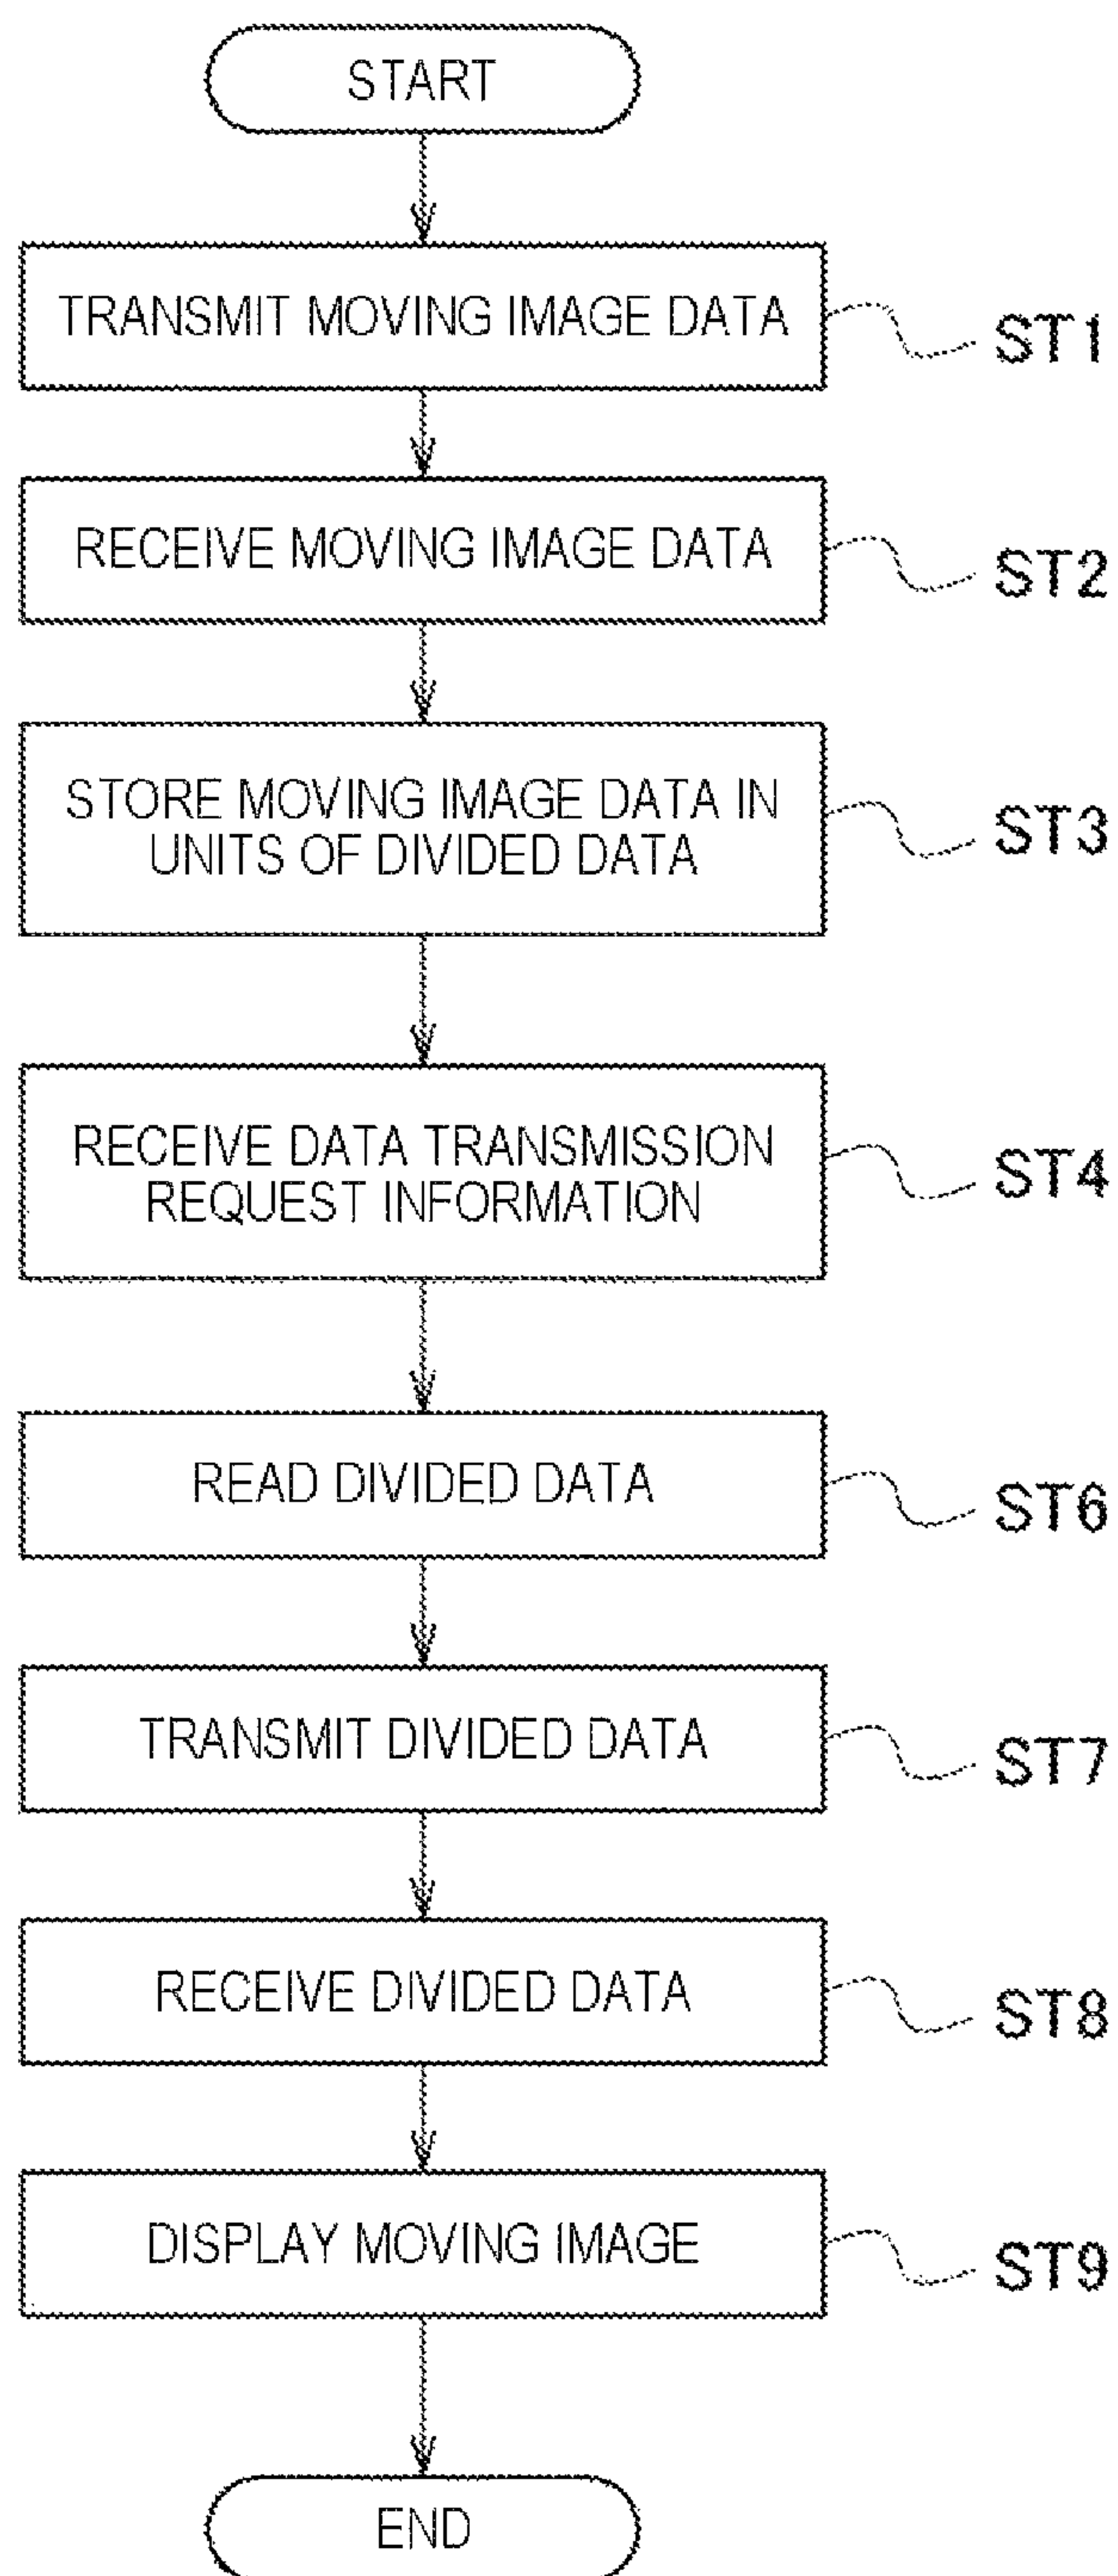 START
TRANSMIT MOVING IMAGE DATA
ST1
RECEIVE MOVING IMAGE DATA
ST2
STORE MOVING IMAGE DATA IN
UNITS OF DIVIDED DATA
ST3
RECEIVE DATA TRANSMISSION
REQUEST INFORMATION
ST4
READ DIVIDED DATA
ST6
TRANSMIT DIVIDED DATA
ST7
RECEIVE DIVIDED DATA
ST8
DISPLAY MOVING IMAGE
ST9
END